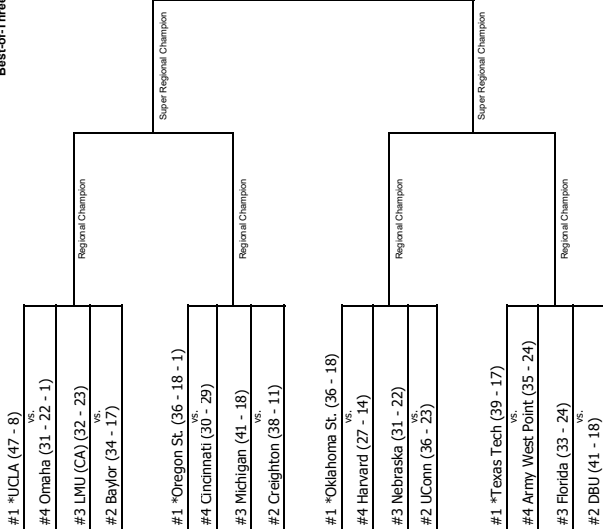 Best-of-Three
Super Regional Champion
Super Regional Champion
Regional Champion
Regional Champion
Regional Champion
Regional Champion
#1 *UCLA (47 - 8)
vs.
#4 Omaha (31 - 22 - 1)
#3 LMU (CA) (32 - 23)
vs.
#2 Baylor (34 - 17)
#1 *Oregon St. (36 - 18 - 1)
vs.
#4 Cincinnati (30 - 29)
#3 Michigan (41 - 18)
vs.
#2 Creighton (38 - 11)
#1 *Oklahoma St. (36 - 18)
vs.
#4 Harvard (27 - 14)
#3 Nebraska (31 - 22)
vs.
#2 UConn (36 - 23)
#1 *Texas Tech (39 - 17)
vs.
#4 Army West Point (35 - 24)
#3 Florida (33 - 24)
vs.
#2 DBU (41 - 18)